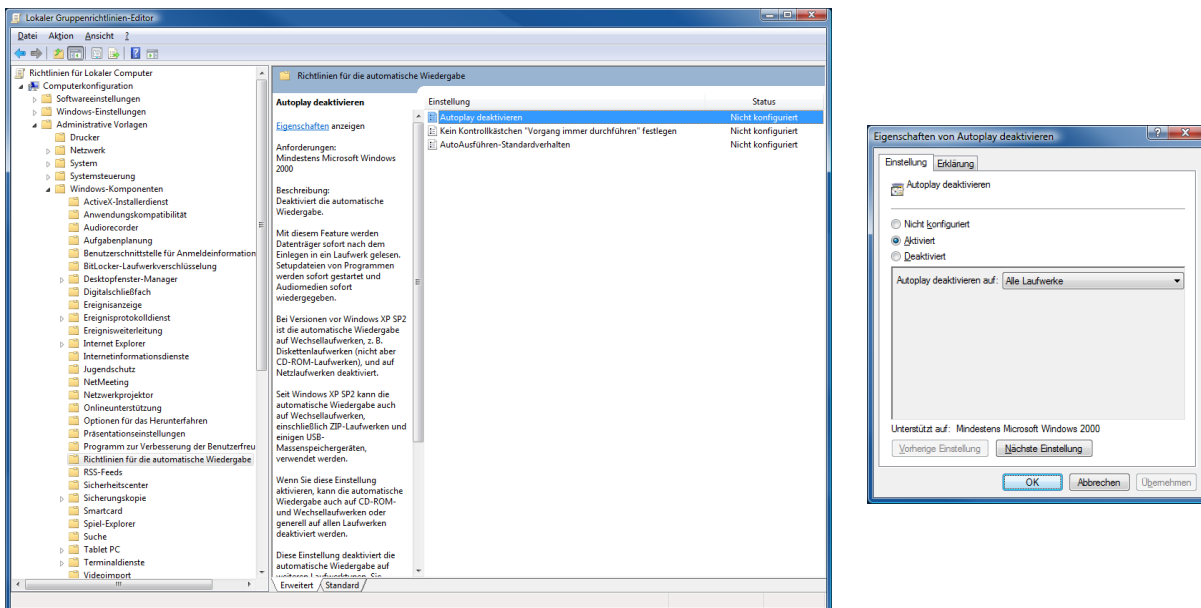 Lokaler Gruppenrichtlinien-Editor
Datei Aktion Ansicht ?
Richtlinien für Lokaler Computer
Computerkonfiguration
Softwareeinstellungen
Windows-Einstellungen
Administrative Vorlagen
Drucker
Netzwerk
System
Systemsteuerung
Windows-Komponenten
ActiveX-Installerdienst
Anwendungskompatibilität
Audiorecorder
Aufgabenplanung
Benutzerschnittstelle für Anmeldeinformation
BitLocker-Laufwerkverschlüsselung
Desktopfenster-Manager
Digitalschließfach
Ereignisanzeige
Ereignisprotokolldienst
Ereignisweiterleitung
Internet Explorer
Internetinformationsdienste
Jugendschutz
NetMeeting
Netzwerkprojektor
Onlineunterstützung
Optionen für das Herunterfahren
Präsentationseinstellungen
Programm zur Verbesserung der Benutzerfreu
Richtlinien für die automatische Wiedergabe
RSS-Feeds
Sicherheitscenter
Sicherungskopie
Smartcard
Spiel-Explorer
Suche
Tablet PC
Terminaldienste
Videoimport
Richtlinien für die automatische Wiedergabe
Autoplay deaktivieren
Eigenschaften anzeigen
Anforderungen:
Mindestens Microsoft Windows
2000
Beschreibung:
Deaktiviert die automatische
Wiedergabe.
Mit diesem Feature werden
Datenträger sofort nach dem
Einlegen in ein Laufwerk gelesen.
Setupdateien von Programmen
werden sofort gestartet und
Audiomedien sofort
wiedergegeben.
Bei Versionen vor Windows XP SP2
ist die automatische Wiedergabe
auf Wechsellaufwerken, z. B.
Diskettenlaufwerken (nicht aber
CD-ROM-Laufwerken), und auf
Netzlaufwerken deaktiviert.
Seit Windows XP SP2 kann die
automatische Wiedergabe auch
auf Wechsellaufwerken,
einschließlich ZIP-Laufwerken und
einigen USB-
Massenspeichergeräten,
verwendet werden.
Wenn Sie diese Einstellung
aktivieren, kann die automatische
Wiedergabe auch auf CD-ROM-
und Wechsellaufwerken oder
generell auf allen Laufwerken
deaktiviert werden.
Diese Einstellung deaktiviert die
automatische Wiedergabe auf
weiteren Laufwerktypen. Sie
Einstellung Status
Autoplay deaktivieren Nicht konfiguriert
Kein Kontrollkästchen "Vorgang immer durchführen" festlegen Nicht konfiguriert
AutoAusführen-Standardverhalten Nicht konfiguriert
Erweitert Standard
Eigenschaften von Autoplay deaktivieren
Einstellung Erklärung
Autoplay deaktivieren
Nicht konfiguriert
Aktiviert
Deaktiviert
Autoplay deaktivieren auf: Alle Laufwerke
Unterstützt auf: Mindestens Microsoft Windows 2000
Vorherige Einstellung Nächste Einstellung
OK Abbrechen Übernehmen